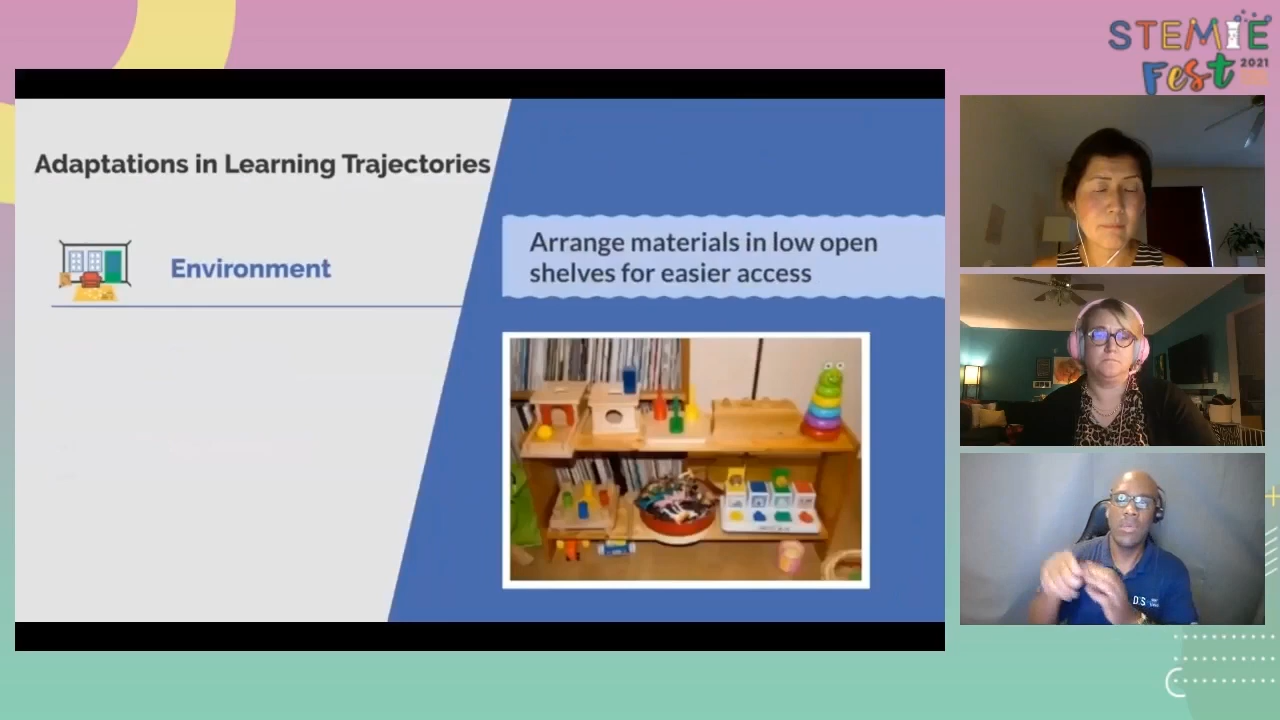 STEMIE
Fest 2021
Adaptations in Learning Trajectories
Environment
Arrange materials in low open
shelves for easier access